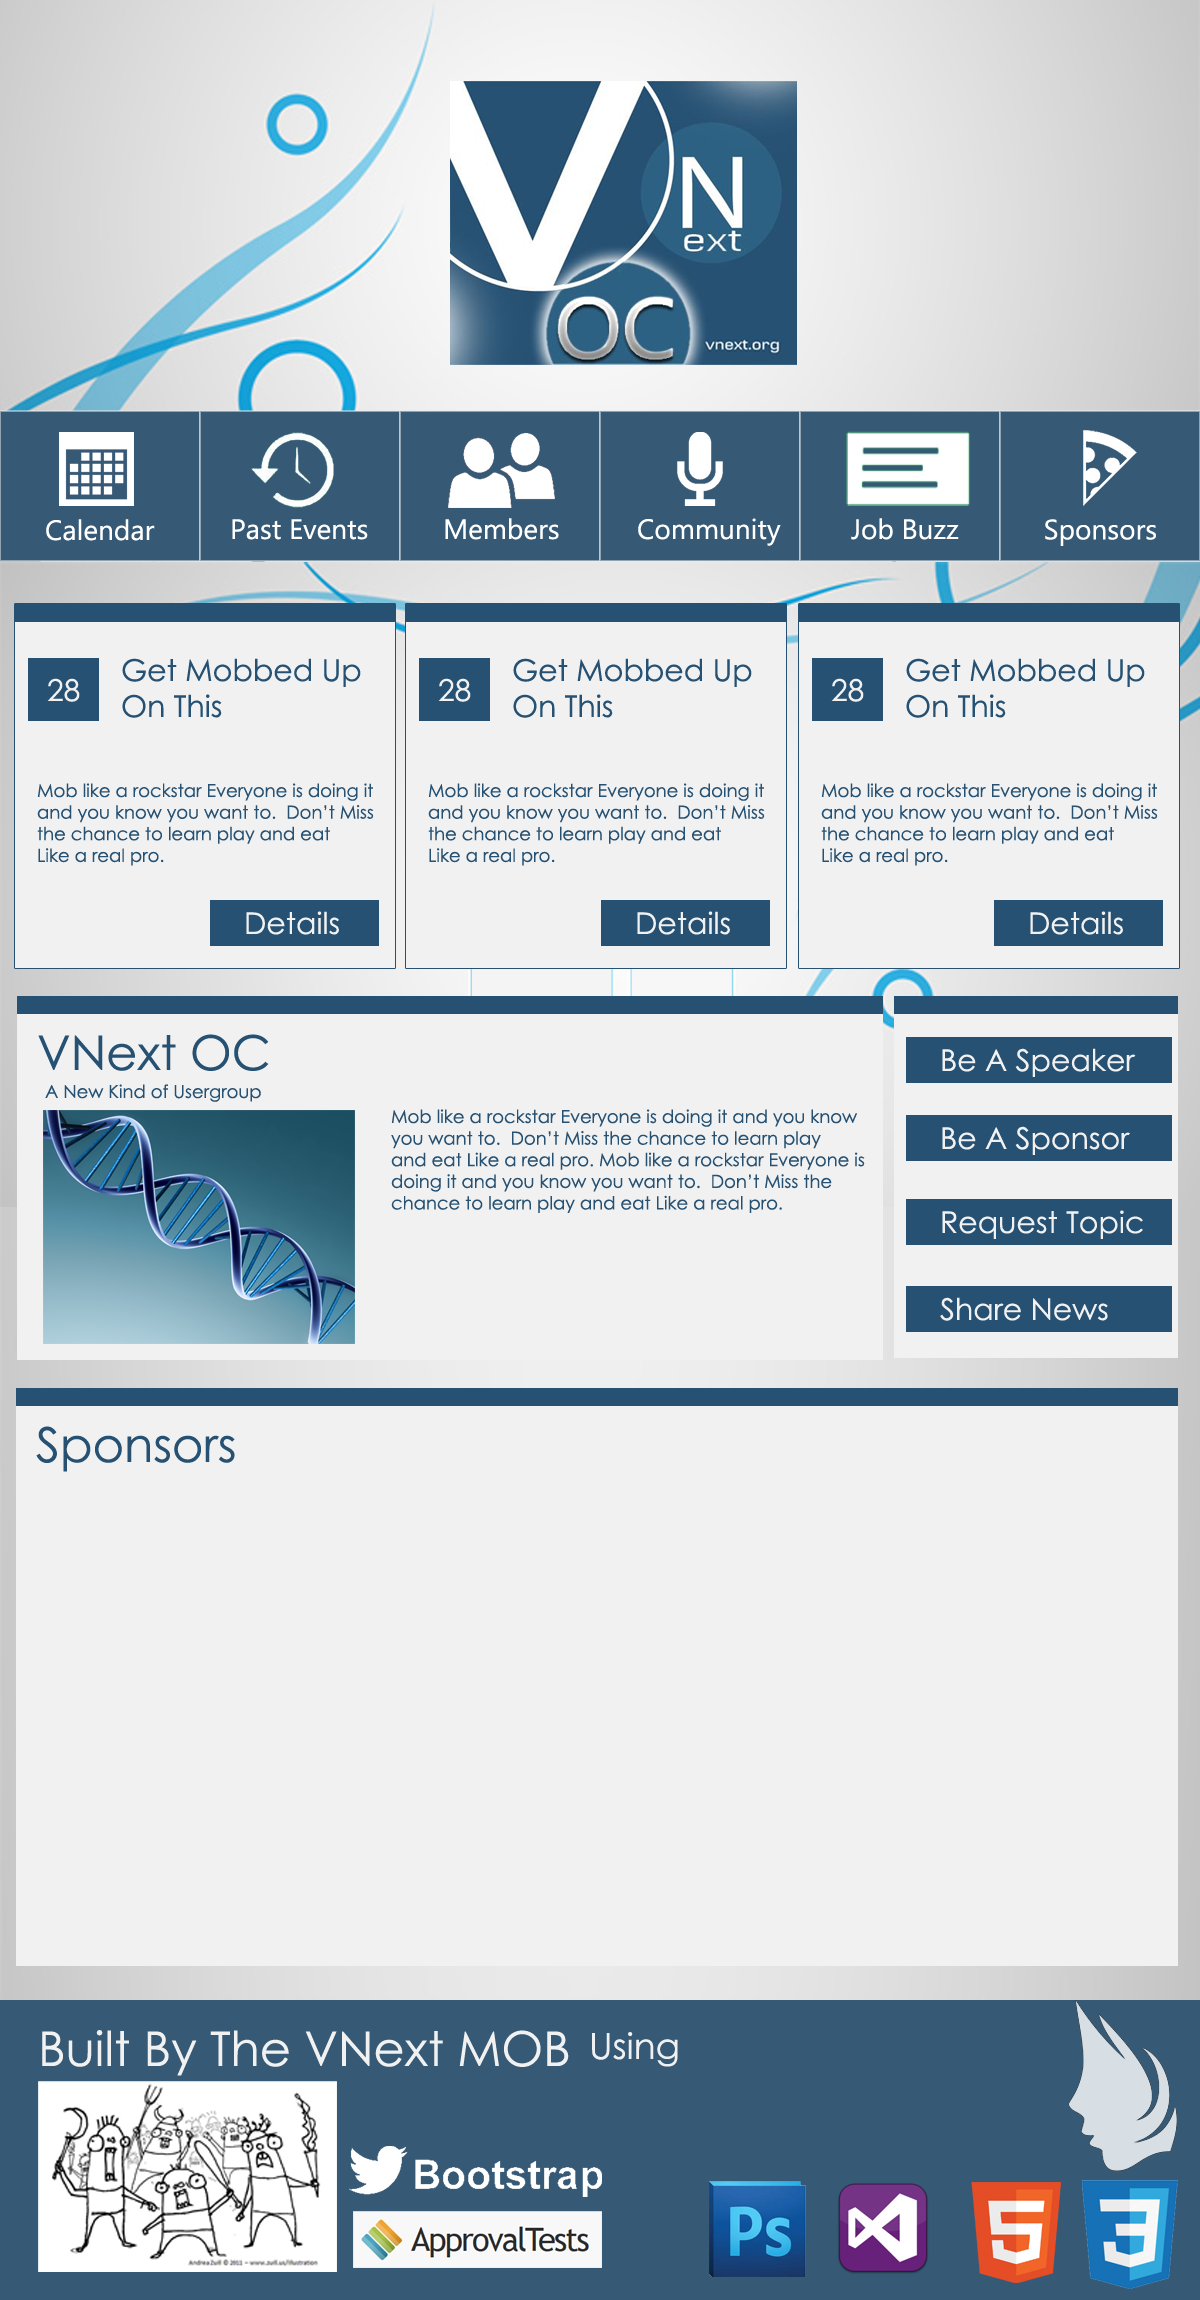 V
N
ext
OC
vnext.org
Calendar
Past Events
Members
Community
Job Buzz
Sponsors
28
Get Mobbed Up
On This
Mob like a rockstar Everyone is doing it
and you know you want to.  Don't Miss
the chance to learn play and eat
Like a real pro.
Details
28
Get Mobbed Up
On This
Mob like a rockstar Everyone is doing it
and you know you want to.  Don't Miss
the chance to learn play and eat
Like a real pro.
Details
28
Get Mobbed Up
On This
Mob like a rockstar Everyone is doing it
and you know you want to.  Don't Miss
the chance to learn play and eat
Like a real pro.
Details
VNext OC
A New Kind of Usergroup
Mob like a rockstar Everyone is doing it and you know
you want to.  Don't Miss the chance to learn play
and eat Like a real pro. Mob like a rockstar Everyone is
doing it and you know you want to.  Don't Miss the
chance to learn play and eat Like a real pro.
Be A Speaker
Be A Sponsor
Request Topic
Share News
Sponsors
Built By The VNext MOB Using
Andrea Zuill © 2011 – www.zuill.us/illustration
Bootstrap
ApprovalTests
Ps
5
3